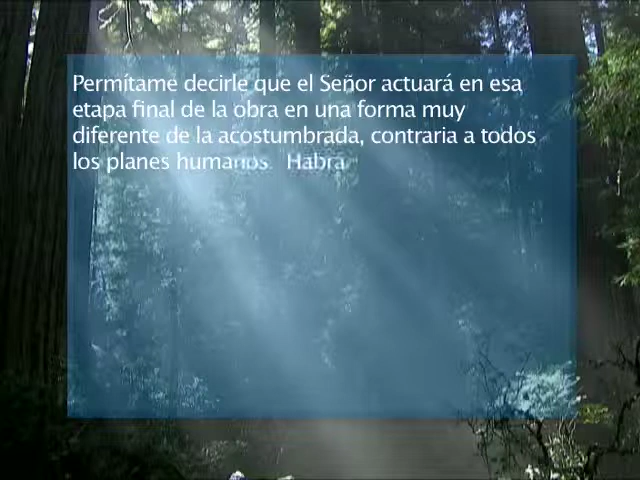 Permítame decirle que el Señor actuará en esa
etapa final de la obra en una forma muy
diferente de la acostumbrada, contraria a todos
los planes humanos. Habrá